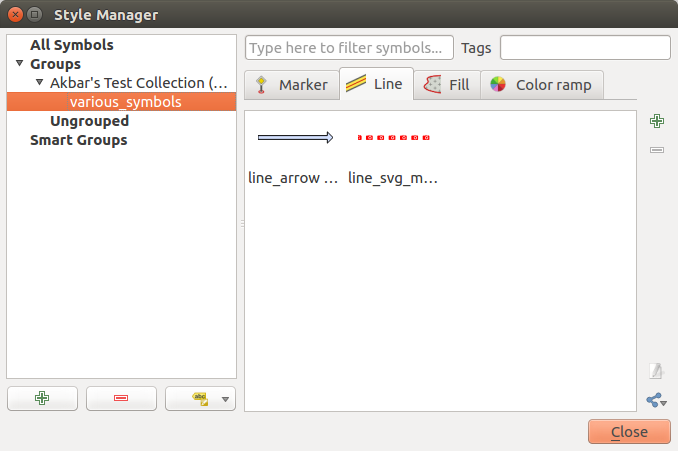 Style Manager
All Symbols
Groups
Akbar's Test Collection (...
various_symbols
Ungrouped
Smart Groups
Type here to filter symbols...
Tags
Marker
Line
Fill
Color ramp
line_arrow ...
line_svg_m...
abc
Close